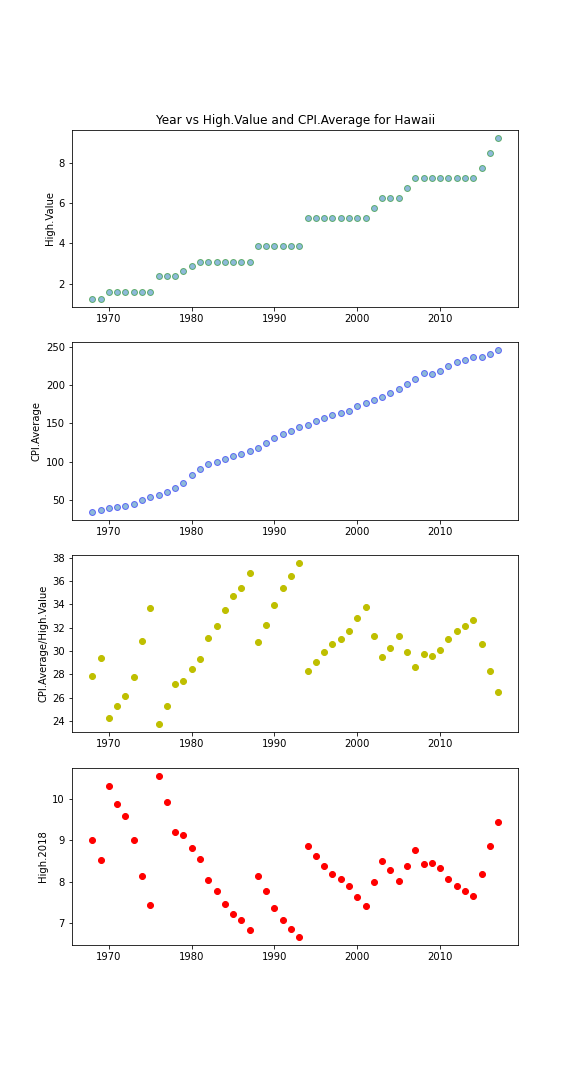 Year vs High.Value and CPI.Average for Hawaii
High.Value
8
6
4
2
1970 1980 1990 2000 2010
CPI.Average
250
200
150
100
50
1970 1980 1990 2000 2010
CPI.Average/High.Value
38
36
34
32
30
28
26
24
1970 1980 1990 2000 2010
High.2018
10
9
8
7
1970 1980 1990 2000 2010